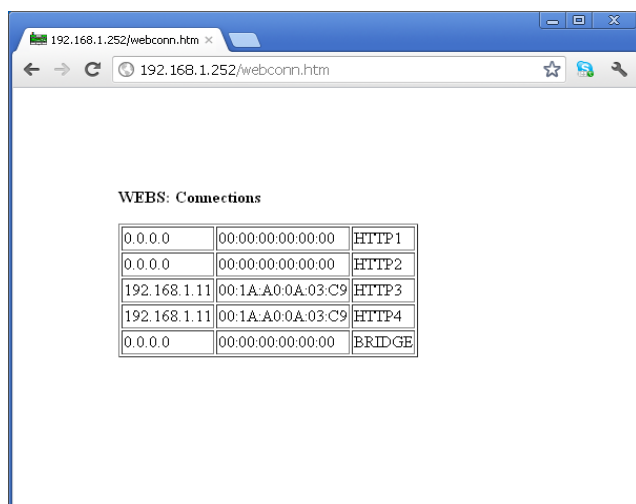 192.168.1.252/webconn.htm
192.168.1.252/webconn.htm
WEBS: Connections
0.0.0.0 00:00:00:00:00:00 HTTP1
0.0.0.0 00:00:00:00:00:00 HTTP2
192.168.1.11 00:1A:A0:0A:03:C9 HTTP3
192.168.1.11 00:1A:A0:0A:03:C9 HTTP4
0.0.0.0 00:00:00:00:00:00 BRIDGE